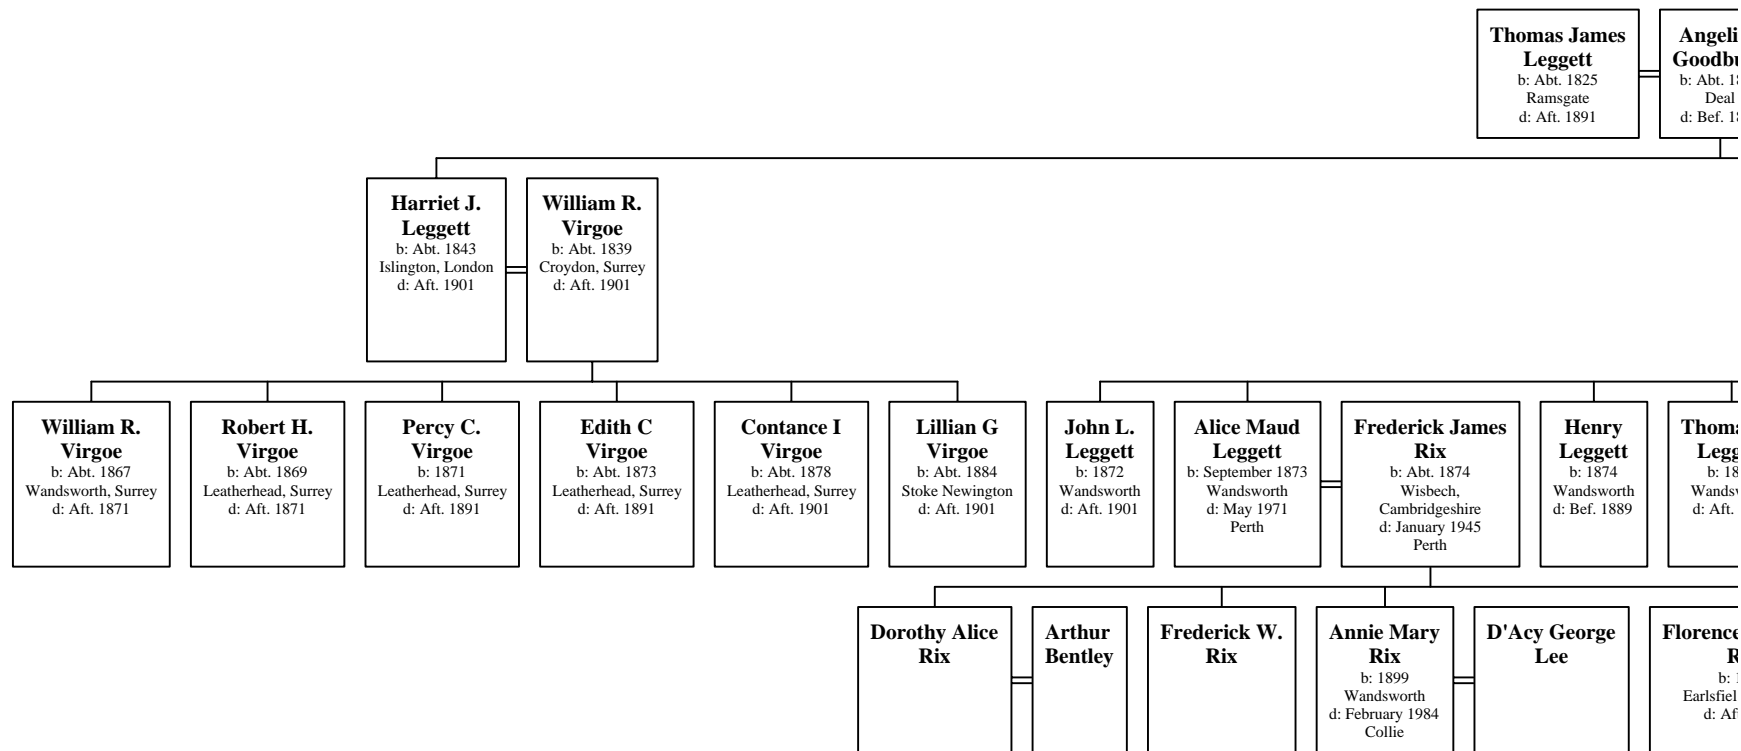 Thomas James
Leggett
b: Abt. 1825
Ramsgate
d: Aft. 1891
b: Abt.
Deal
d: Bef.
Harriet J.
Leggett
b: Abt. 1843
Islington, London
d: Aft. 1901
William R.
Virgoe
b: Abt. 1839
Croydon, Surrey
d: Aft. 1901
William R.
Virgoe
b: Abt. 1867
Wandsworth, Surrey
d: Aft. 1871
Robert H.
Virgoe
b: Abt. 1869
Leatherhead, Surrey
d: Aft. 1871
Percy C.
Virgoe
b: 1871
Leatherhead, Surrey
d: Aft. 1891
Edith C
Virgoe
b: Abt. 1873
Leatherhead, Surrey
d: Aft. 1891
Contance I
Virgoe
b: Abt. 1878
Leatherhead, Surrey
d: Aft. 1901
Lillian G
Virgoe
b: Abt. 1884
Stoke Newington
d: Aft. 1901
John L.
Leggett
b: 1872
Wandsworth
d: Aft. 1901
Alice Maud
Leggett
b: September 1873
Wandsworth
d: May 1971
Perth
Frederick James
Rix
b: Abt. 1874
Wisbech,
Cambridgeshire
d: January 1945
Perth
Henry
Leggett
b: 1874
Wandsworth
d: Bef. 1889
b:
d: Aft.
Dorothy Alice
Rix
Arthur
Bentley
Frederick W.
Rix
Annie Mary
Rix
b: 1899
Wandsworth
d: February 1984
Collie
D'Acy George
Lee
Florence
b:
d: